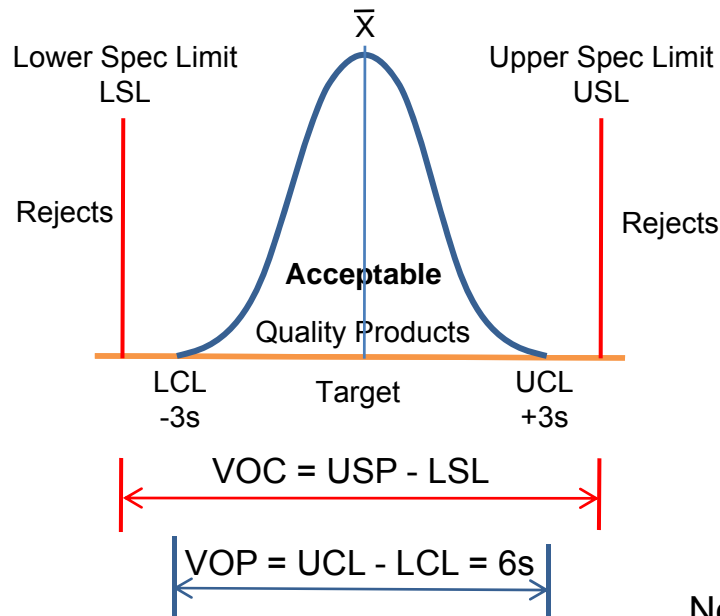 X̅
Lower Spec Limit
LSL
Upper Spec Limit
USL
Rejects
Rejects
Acceptable
Quality Products
LCL
-3s
Target
UCL
+3s
VOC = USP - LSL
VOP = UCL - LCL = 6s